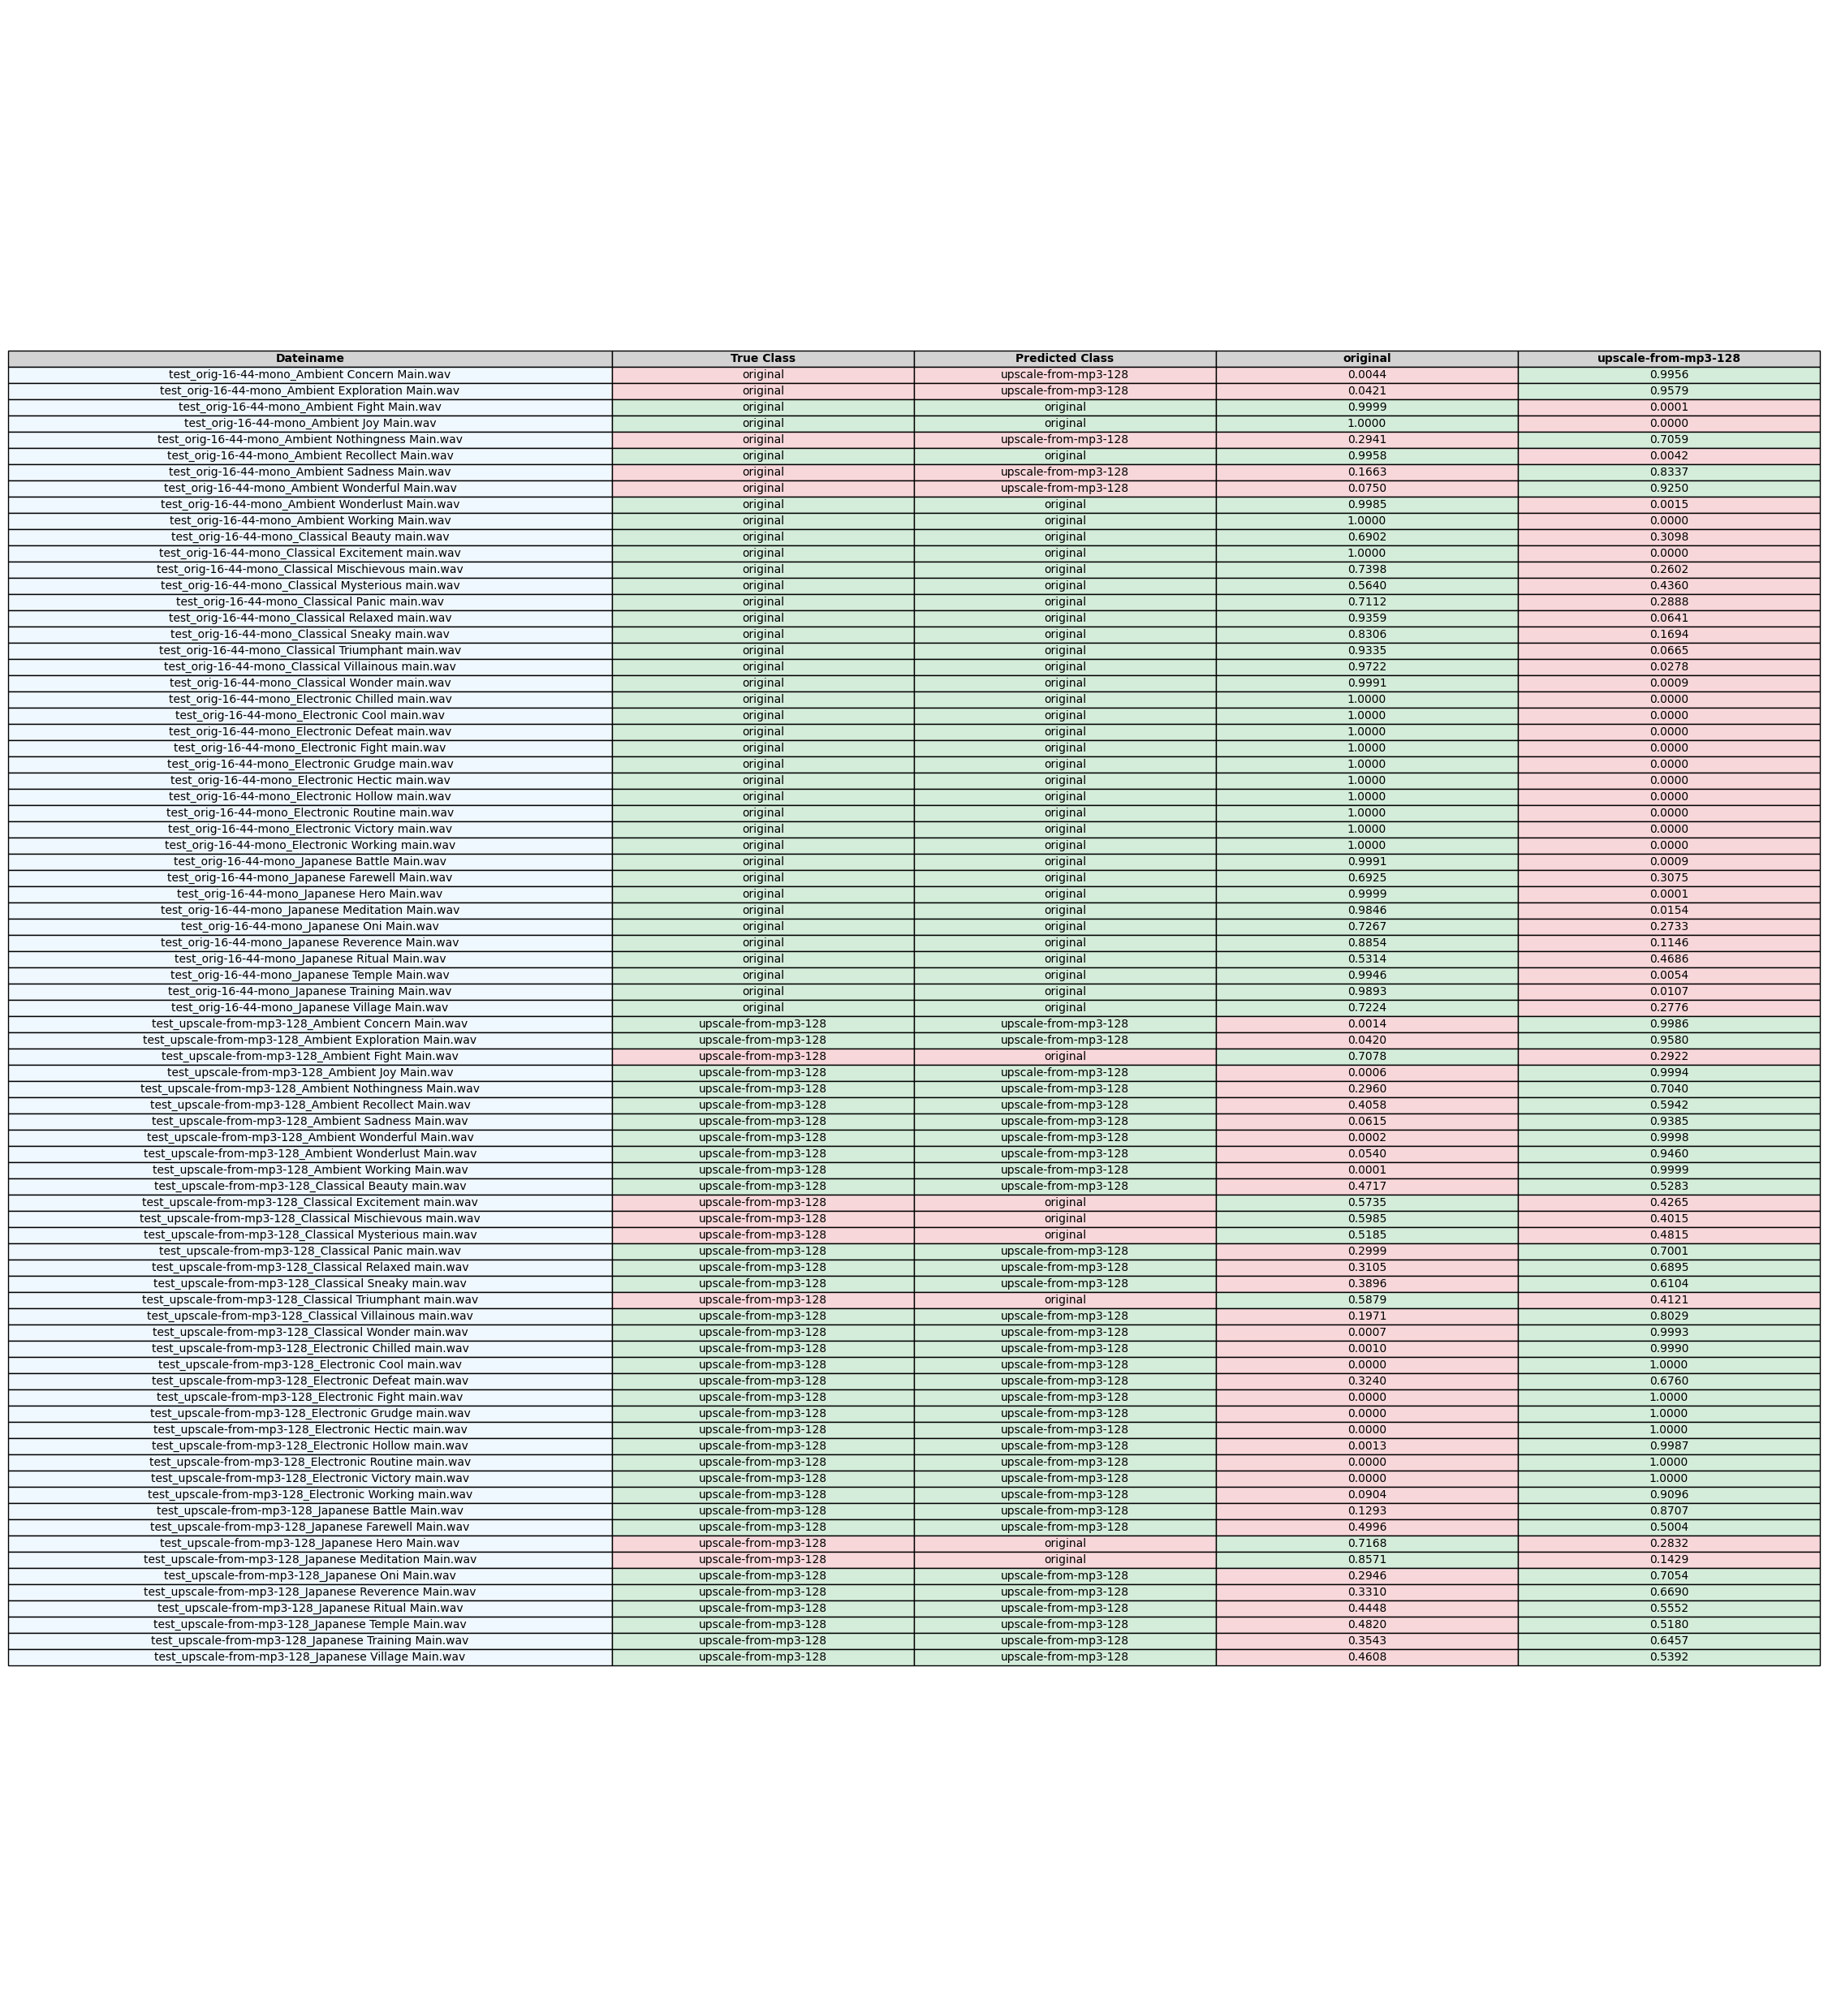 Dateiname True Class Predicted Class original upscale-from-mp3-128
test_orig-16-44-mono_Ambient Concern Main.wav original upscale-from-mp3-128 0.0044 0.9956
test_orig-16-44-mono_Ambient Exploration Main.wav original upscale-from-mp3-128 0.0421 0.9579
test_orig-16-44-mono_Ambient Fight Main.wav original original 0.9999 0.0001
test_orig-16-44-mono_Ambient Joy Main.wav original original 1.0000 0.0000
test_orig-16-44-mono_Ambient Nothingness Main.wav original upscale-from-mp3-128 0.2941 0.7059
test_orig-16-44-mono_Ambient Recollect Main.wav original original 0.9958 0.0042
test_orig-16-44-mono_Ambient Sadness Main.wav original upscale-from-mp3-128 0.1663 0.8337
test_orig-16-44-mono_Ambient Wonderful Main.wav original upscale-from-mp3-128 0.0750 0.9250
test_orig-16-44-mono_Ambient Wonderlust Main.wav original original 0.9985 0.0015
test_orig-16-44-mono_Ambient Working Main.wav original original 1.0000 0.0000
test_orig-16-44-mono_Classical Beauty main.wav original original 0.6902 0.3098
test_orig-16-44-mono_Classical Excitement main.wav original original 1.0000 0.0000
test_orig-16-44-mono_Classical Mischievous main.wav original original 0.7398 0.2602
test_orig-16-44-mono_Classical Mysterious main.wav original original 0.5640 0.4360
test_orig-16-44-mono_Classical Panic main.wav original original 0.7112 0.2888
test_orig-16-44-mono_Classical Relaxed main.wav original original 0.9359 0.0641
test_orig-16-44-mono_Classical Sneaky main.wav original original 0.8306 0.1694
test_orig-16-44-mono_Classical Triumphant main.wav original original 0.9335 0.0665
test_orig-16-44-mono_Classical Villainous main.wav original original 0.9722 0.0278
test_orig-16-44-mono_Classical Wonder main.wav original original 0.9991 0.0009
test_orig-16-44-mono_Electronic Chilled main.wav original original 1.0000 0.0000
test_orig-16-44-mono_Electronic Cool main.wav original original 1.0000 0.0000
test_orig-16-44-mono_Electronic Defeat main.wav original original 1.0000 0.0000
test_orig-16-44-mono_Electronic Fight main.wav original original 1.0000 0.0000
test_orig-16-44-mono_Electronic Grudge main.wav original original 1.0000 0.0000
test_orig-16-44-mono_Electronic Hectic main.wav original original 1.0000 0.0000
test_orig-16-44-mono_Electronic Hollow main.wav original original 1.0000 0.0000
test_orig-16-44-mono_Electronic Routine main.wav original original 1.0000 0.0000
test_orig-16-44-mono_Electronic Victory main.wav original original 1.0000 0.0000
test_orig-16-44-mono_Electronic Working main.wav original original 1.0000 0.0000
test_orig-16-44-mono_Japanese Battle Main.wav original original 0.9991 0.0009
test_orig-16-44-mono_Japanese Farewell Main.wav original original 0.6925 0.3075
test_orig-16-44-mono_Japanese Hero Main.wav original original 0.9999 0.0001
test_orig-16-44-mono_Japanese Meditation Main.wav original original 0.9846 0.0154
test_orig-16-44-mono_Japanese Oni Main.wav original original 0.7267 0.2733
test_orig-16-44-mono_Japanese Reverence Main.wav original original 0.8854 0.1146
test_orig-16-44-mono_Japanese Ritual Main.wav original original 0.5314 0.4686
test_orig-16-44-mono_Japanese Temple Main.wav original original 0.9946 0.0054
test_orig-16-44-mono_Japanese Training Main.wav original original 0.9893 0.0107
test_orig-16-44-mono_Japanese Village Main.wav original original 0.7224 0.2776
test_upscale-from-mp3-128_Ambient Concern Main.wav upscale-from-mp3-128 upscale-from-mp3-128 0.0014 0.9986
test_upscale-from-mp3-128_Ambient Exploration Main.wav upscale-from-mp3-128 upscale-from-mp3-128 0.0420 0.9580
test_upscale-from-mp3-128_Ambient Fight Main.wav upscale-from-mp3-128 original 0.7078 0.2922
test_upscale-from-mp3-128_Ambient Joy Main.wav upscale-from-mp3-128 upscale-from-mp3-128 0.0006 0.9994
test_upscale-from-mp3-128_Ambient Nothingness Main.wav upscale-from-mp3-128 upscale-from-mp3-128 0.2960 0.7040
test_upscale-from-mp3-128_Ambient Recollect Main.wav upscale-from-mp3-128 upscale-from-mp3-128 0.4058 0.5942
test_upscale-from-mp3-128_Ambient Sadness Main.wav upscale-from-mp3-128 upscale-from-mp3-128 0.0615 0.9385
test_upscale-from-mp3-128_Ambient Wonderful Main.wav upscale-from-mp3-128 upscale-from-mp3-128 0.0002 0.9998
test_upscale-from-mp3-128_Ambient Wonderlust Main.wav upscale-from-mp3-128 upscale-from-mp3-128 0.0540 0.9460
test_upscale-from-mp3-128_Ambient Working Main.wav upscale-from-mp3-128 upscale-from-mp3-128 0.0001 0.9999
test_upscale-from-mp3-128_Classical Beauty main.wav upscale-from-mp3-128 upscale-from-mp3-128 0.4717 0.5283
test_upscale-from-mp3-128_Classical Excitement main.wav upscale-from-mp3-128 original 0.5735 0.4265
test_upscale-from-mp3-128_Classical Mischievous main.wav upscale-from-mp3-128 original 0.5985 0.4015
test_upscale-from-mp3-128_Classical Mysterious main.wav upscale-from-mp3-128 original 0.5185 0.4815
test_upscale-from-mp3-128_Classical Panic main.wav upscale-from-mp3-128 upscale-from-mp3-128 0.2999 0.7001
test_upscale-from-mp3-128_Classical Relaxed main.wav upscale-from-mp3-128 upscale-from-mp3-128 0.3105 0.6895
test_upscale-from-mp3-128_Classical Sneaky main.wav upscale-from-mp3-128 upscale-from-mp3-128 0.3896 0.6104
test_upscale-from-mp3-128_Classical Triumphant main.wav upscale-from-mp3-128 original 0.5879 0.4121
test_upscale-from-mp3-128_Classical Villainous main.wav upscale-from-mp3-128 upscale-from-mp3-128 0.1971 0.8029
test_upscale-from-mp3-128_Classical Wonder main.wav upscale-from-mp3-128 upscale-from-mp3-128 0.0007 0.9993
test_upscale-from-mp3-128_Electronic Chilled main.wav upscale-from-mp3-128 upscale-from-mp3-128 0.0010 0.9990
test_upscale-from-mp3-128_Electronic Cool main.wav upscale-from-mp3-128 upscale-from-mp3-128 0.0000 1.0000
test_upscale-from-mp3-128_Electronic Defeat main.wav upscale-from-mp3-128 upscale-from-mp3-128 0.3240 0.6760
test_upscale-from-mp3-128_Electronic Fight main.wav upscale-from-mp3-128 upscale-from-mp3-128 0.0000 1.0000
test_upscale-from-mp3-128_Electronic Grudge main.wav upscale-from-mp3-128 upscale-from-mp3-128 0.0000 1.0000
test_upscale-from-mp3-128_Electronic Hectic main.wav upscale-from-mp3-128 upscale-from-mp3-128 0.0000 1.0000
test_upscale-from-mp3-128_Electronic Hollow main.wav upscale-from-mp3-128 upscale-from-mp3-128 0.0013 0.9987
test_upscale-from-mp3-128_Electronic Routine main.wav upscale-from-mp3-128 upscale-from-mp3-128 0.0000 1.0000
test_upscale-from-mp3-128_Electronic Victory main.wav upscale-from-mp3-128 upscale-from-mp3-128 0.0000 1.0000
test_upscale-from-mp3-128_Electronic Working main.wav upscale-from-mp3-128 upscale-from-mp3-128 0.0904 0.9096
test_upscale-from-mp3-128_Japanese Battle Main.wav upscale-from-mp3-128 upscale-from-mp3-128 0.1293 0.8707
test_upscale-from-mp3-128_Japanese Farewell Main.wav upscale-from-mp3-128 upscale-from-mp3-128 0.4996 0.5004
test_upscale-from-mp3-128_Japanese Hero Main.wav upscale-from-mp3-128 original 0.7168 0.2832
test_upscale-from-mp3-128_Japanese Meditation Main.wav upscale-from-mp3-128 original 0.8571 0.1429
test_upscale-from-mp3-128_Japanese Oni Main.wav upscale-from-mp3-128 upscale-from-mp3-128 0.2946 0.7054
test_upscale-from-mp3-128_Japanese Reverence Main.wav upscale-from-mp3-128 upscale-from-mp3-128 0.3310 0.6690
test_upscale-from-mp3-128_Japanese Ritual Main.wav upscale-from-mp3-128 upscale-from-mp3-128 0.4448 0.5552
test_upscale-from-mp3-128_Japanese Temple Main.wav upscale-from-mp3-128 upscale-from-mp3-128 0.4820 0.5180
test_upscale-from-mp3-128_Japanese Training Main.wav upscale-from-mp3-128 upscale-from-mp3-128 0.3543 0.6457
test_upscale-from-mp3-128_Japanese Village Main.wav upscale-from-mp3-128 upscale-from-mp3-128 0.4608 0.5392